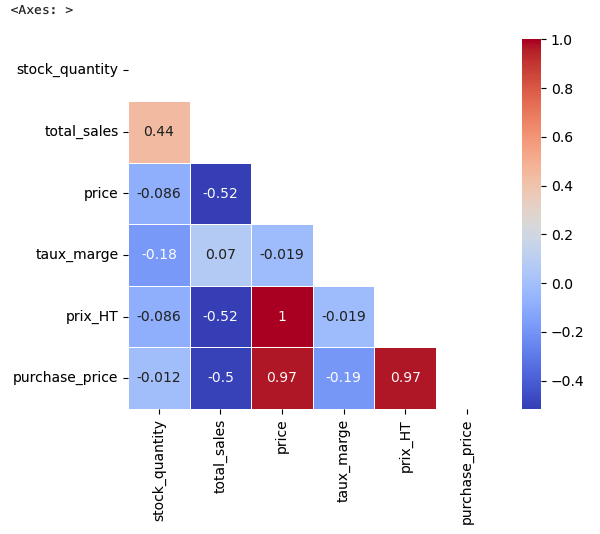 <Axes: >
stock_quantity
total_sales
price
taux_marge
prix_HT
purchase_price
0.44
-0.086 -0.52
-0.18 0.07 -0.019
-0.086 -0.52 1 -0.019
-0.012 -0.5 0.97 -0.19 0.97
stock_quantity
total_sales
price
taux_marge
prix_HT
purchase_price
1.0
0.8
0.6
0.4
0.2
0.0
−0.2
−0.4